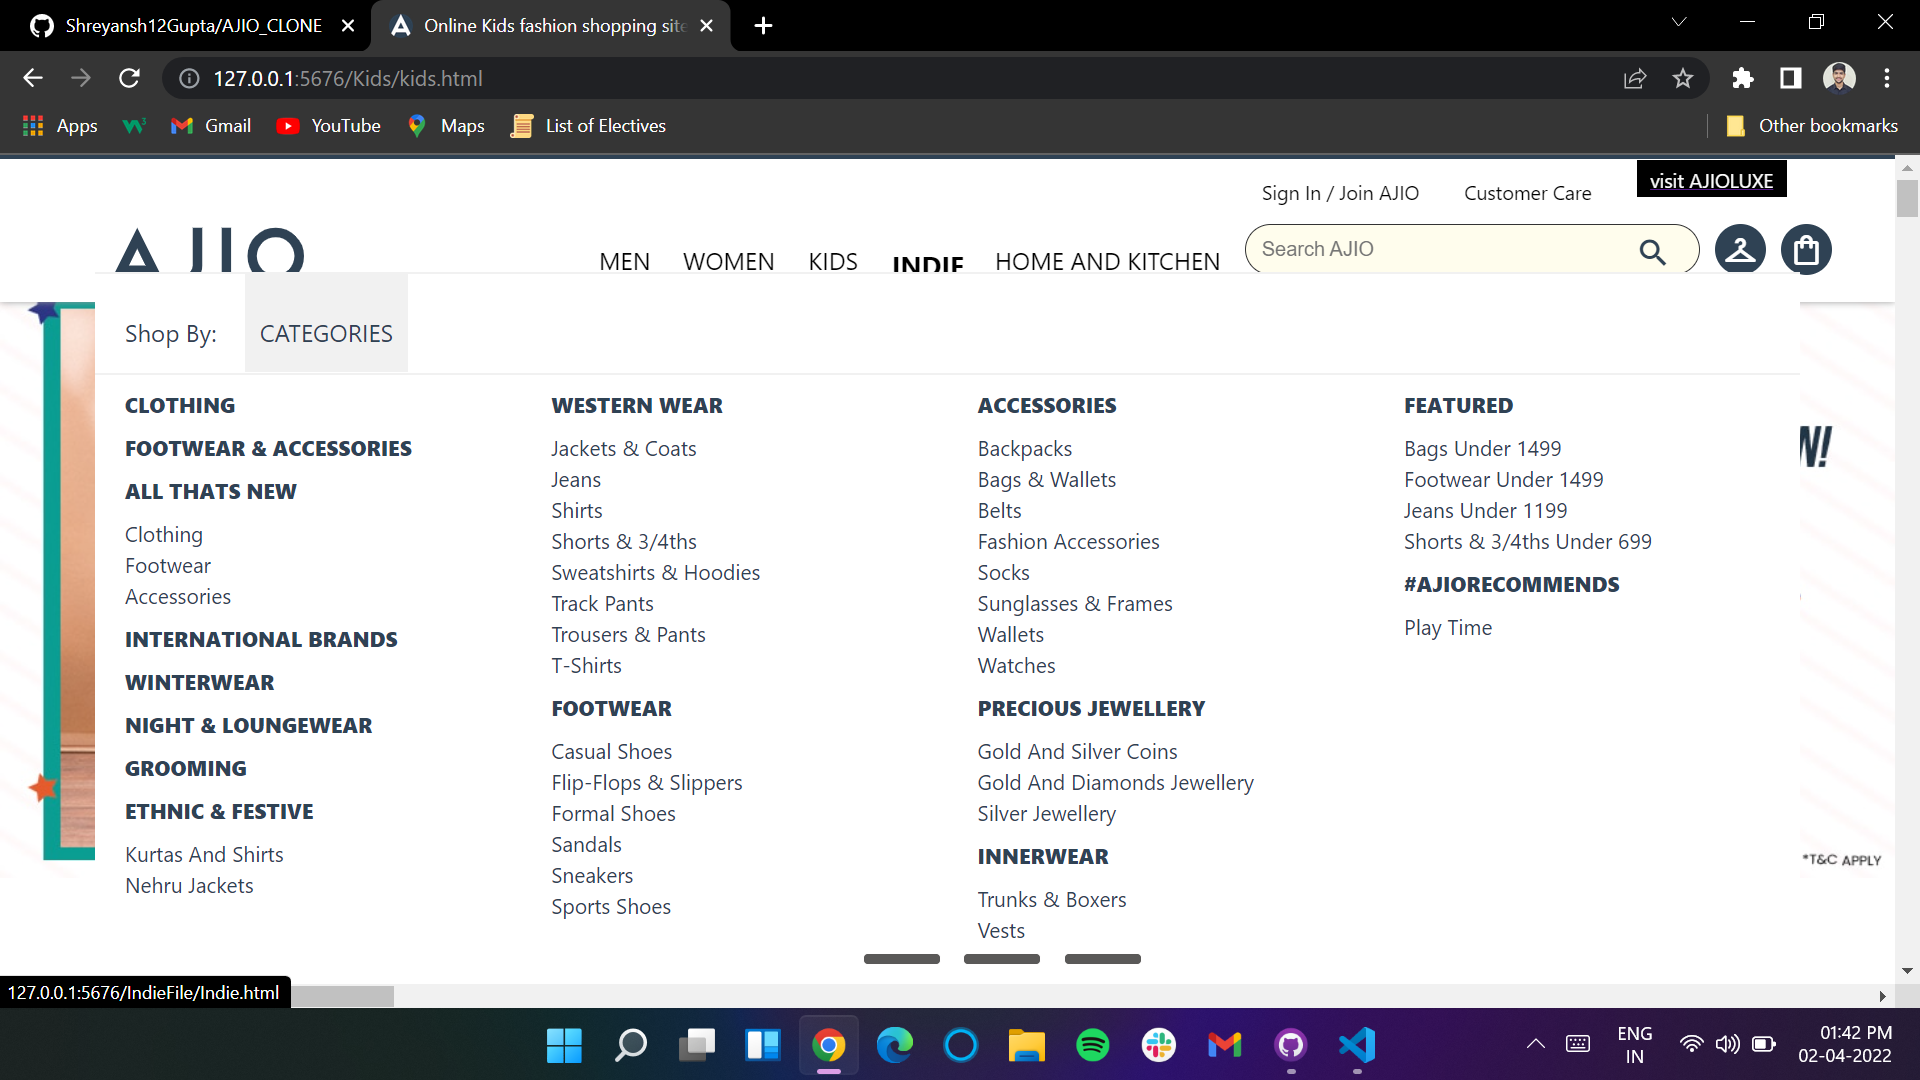 Shreyansh12Gupta/AJIO_CLONE
Online Kids fashion shopping site
127.0.0.1:5676/Kids/kids.html
Apps
Gmail
YouTube
Maps
List of Electives
Other bookmarks
Sign In / Join AJIO
Customer Care
visit AJIOLUXE
AJIO
MEN
WOMEN
KIDS
INDIE
HOME AND KITCHEN
Search AJIO
Shop By:
CATEGORIES
CLOTHING
FOOTWEAR & ACCESSORIES
ALL THATS NEW
Clothing
Footwear
Accessories
INTERNATIONAL BRANDS
WINTERWEAR
NIGHT & LOUNGEWEAR
GROOMING
ETHNIC & FESTIVE
Kurtas And Shirts
Nehru Jackets
WESTERN WEAR
Jackets & Coats
Jeans
Shirts
Shorts & 3/4ths
Sweatshirts & Hoodies
Track Pants
Trousers & Pants
T-Shirts
FOOTWEAR
Casual Shoes
Flip-Flops & Slippers
Formal Shoes
Sandals
Sneakers
Sports Shoes
ACCESSORIES
Backpacks
Bags & Wallets
Belts
Fashion Accessories
Socks
Sunglasses & Frames
Wallets
Watches
PRECIOUS JEWELLERY
Gold And Silver Coins
Gold And Diamonds Jewellery
Silver Jewellery
INNERWEAR
Trunks & Boxers
Vests
FEATURED
Bags Under 1499
Footwear Under 1499
Jeans Under 1199
Shorts & 3/4ths Under 699
#AJIORECOMMENDS
Play Time
*T&C APPLY
127.0.0.1:5676/IndieFile/Indie.html
ENG
IN
01:42 PM
02-04-2022